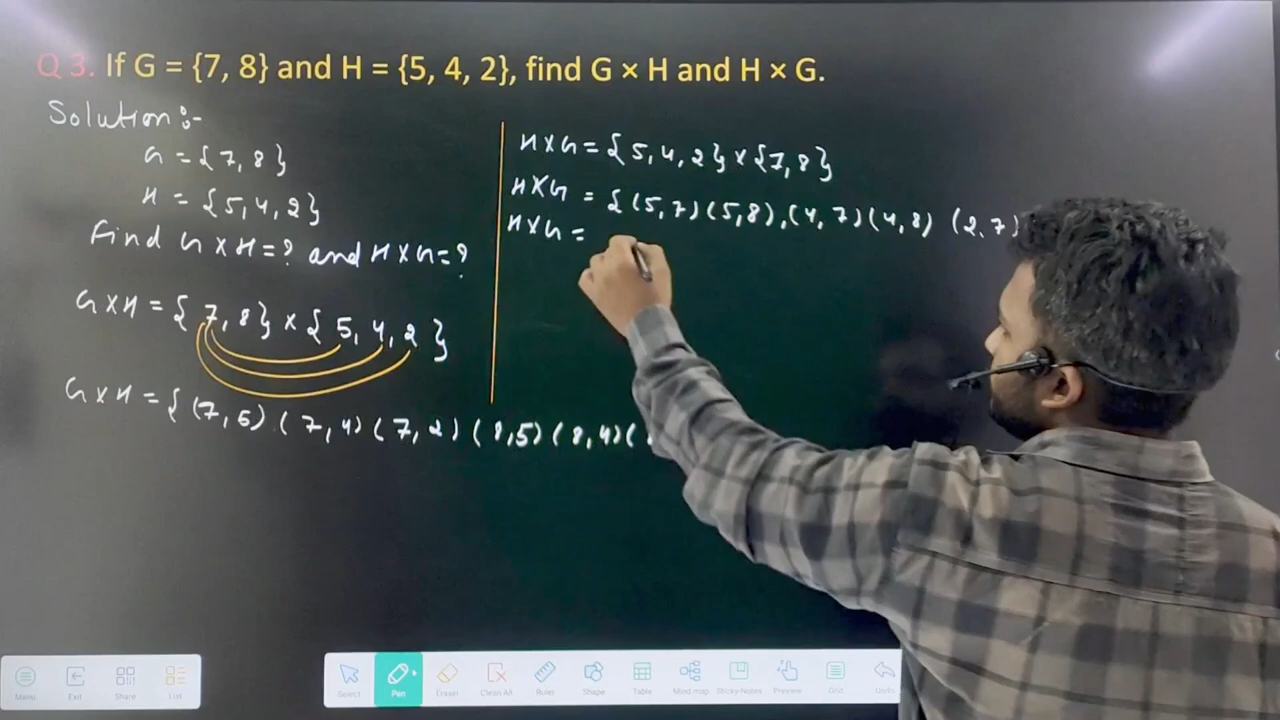 Q 3. If G = {7, 8} and H = {5, 4, 2}, find G × H and H × G.
Solution :-
G = {7, 8}
H = {5, 4, 2}
Find G × H = ? and H × G = ?
G × H = {7, 8} × {5, 4, 2}
G × H = {(7, 5) (7, 4) (7, 2) (8, 5) (8, 4) (
H × G = {5, 4, 2} × {7, 8}
H × G = {(5, 7) (5, 8), (4, 7) (4, 8) (2, 7)
H × G =
Menu
Exit
Share
List
Select
Pen
Eraser
Clean All
Ruler
Shape
Table
Mind map
Sticky-Notes
Preview
Grid
Undo